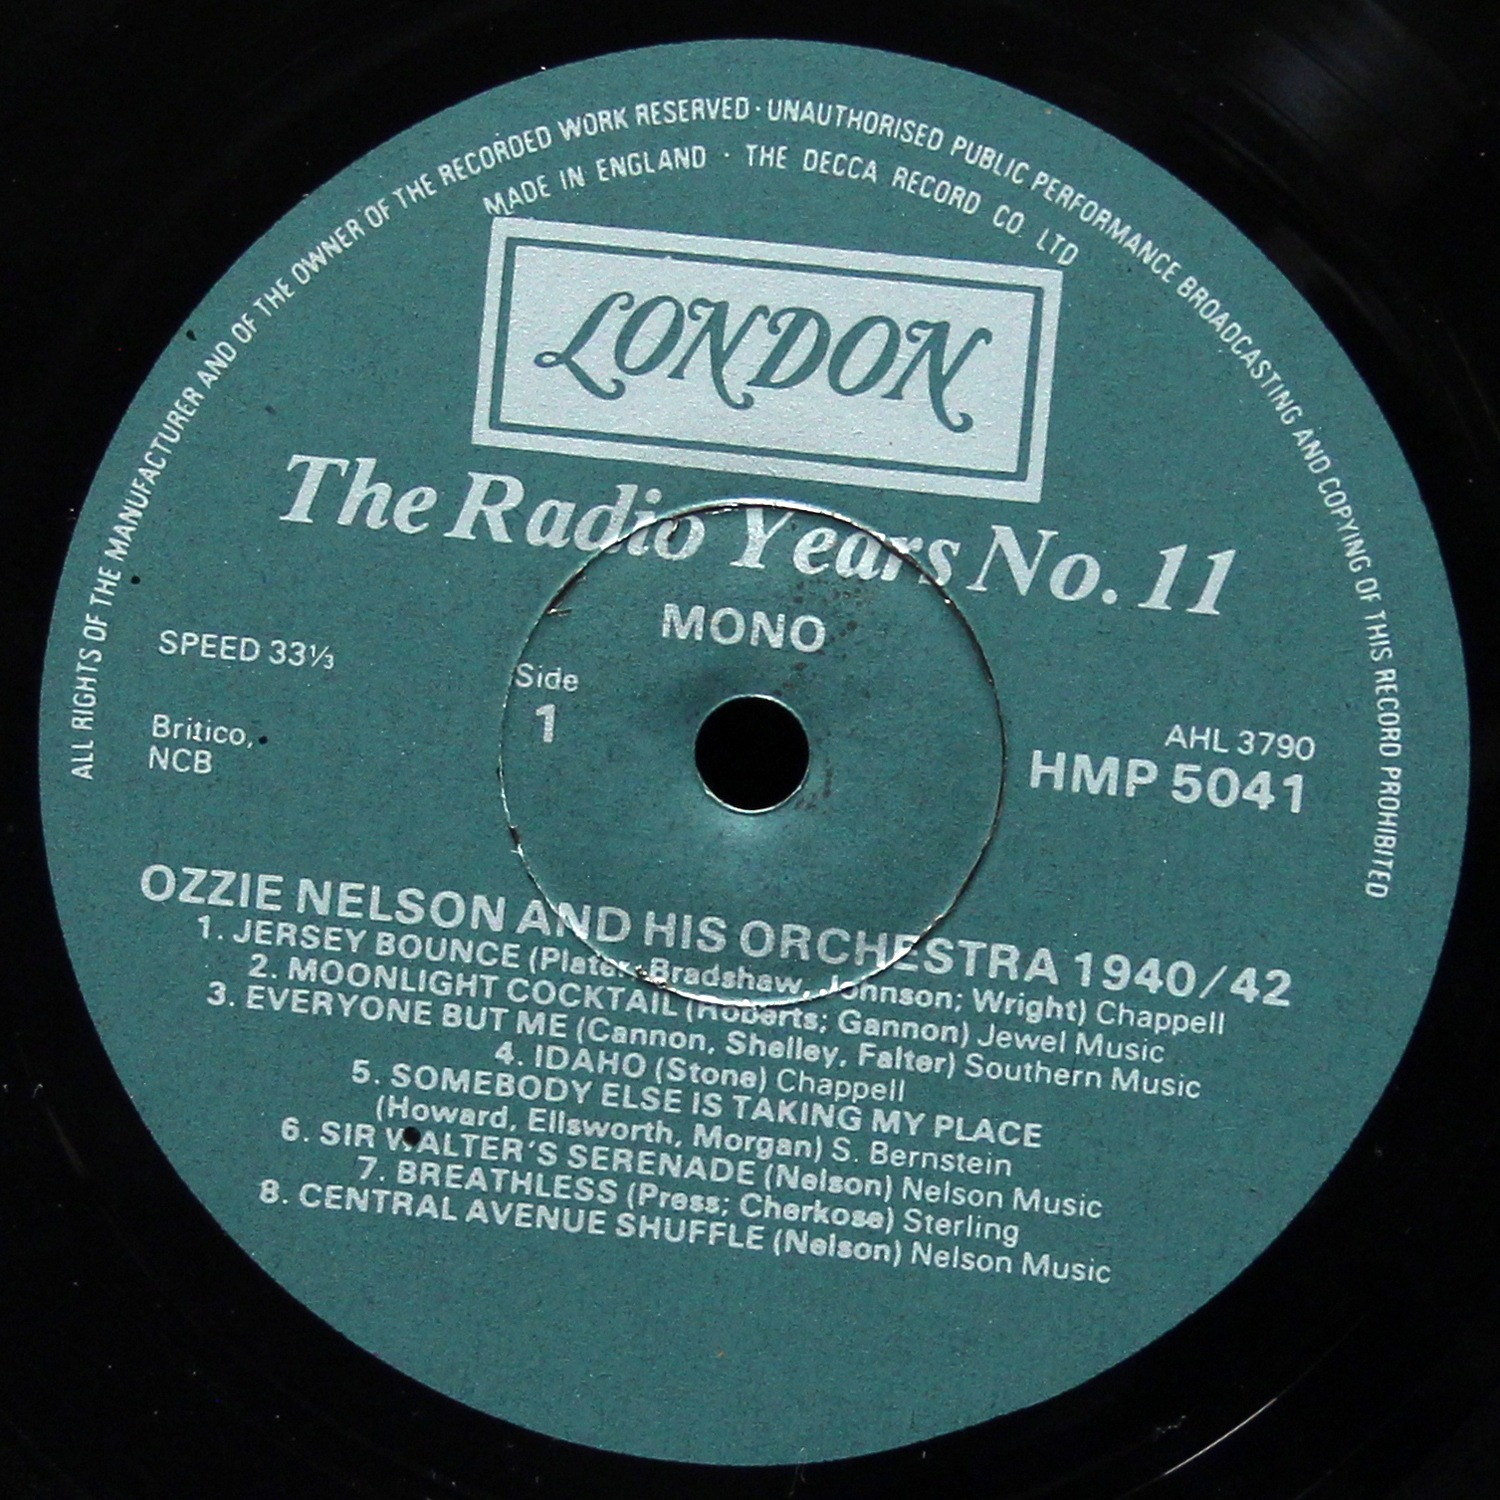 ALL RIGHTS OF THE MANUFACTURER AND OF THE OWNER OF THE RECORDED WORK RESERVED · UNAUTHORISED PUBLIC PERFORMANCE BROADCASTING AND COPYING OF THIS RECORD PROHIBITED
MADE IN ENGLAND · THE DECCA RECORD CO. LTD
LONDON
The Radio Years No. 11
MONO
SPEED 33⅓
Side
1
Britico,
NCB
AHL 3790
HMP 5041
OZZIE NELSON AND HIS ORCHESTRA 1940/42
1. JERSEY BOUNCE (Plater, Bradshaw, Johnson; Wright) Chappell
2. MOONLIGHT COCKTAIL (Roberts; Gannon) Jewel Music
3. EVERYONE BUT ME (Cannon, Shelley, Falter) Southern Music
4. IDAHO (Stone) Chappell
5. SOMEBODY ELSE IS TAKING MY PLACE
(Howard, Ellsworth, Morgan) S. Bernstein
6. SIR WALTER'S SERENADE (Nelson) Nelson Music
7. BREATHLESS (Press; Cherkose) Sterling
8. CENTRAL AVENUE SHUFFLE (Nelson) Nelson Music